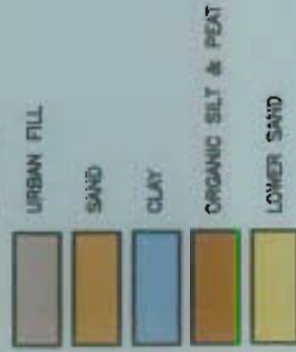 URBAN FILL
SAND
CLAY
ORGANIC SILT & PEAT
LOWER SAND